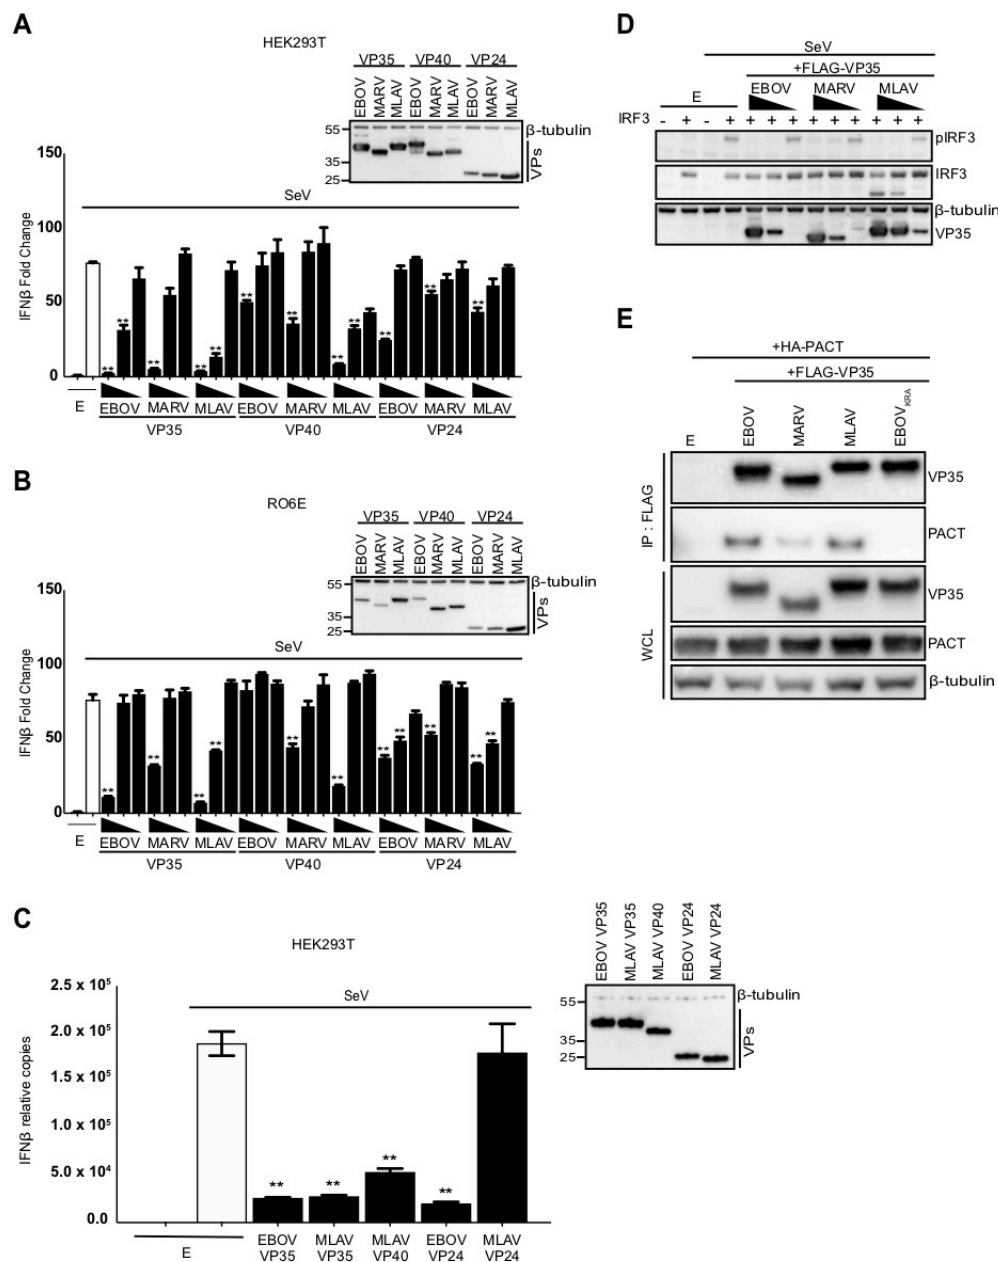 A
HEK293T
VP35 VP40 VP24
EBOV MARV MLAV EBOV MARV MLAV EBOV MARV MLAV
55
35
25
β-tubulin
VPs
SeV
IFNβ Fold Change
150
100
50
0
** ** ** ** ** ** ** ** ** ** ** ** **
E
EBOV MARV MLAV EBOV MARV MLAV EBOV MARV MLAV
VP35 VP40 VP24
B
RO6E
VP35 VP40 VP24
EBOV MARV MLAV EBOV MARV MLAV EBOV MARV MLAV
55
35
25
β-tubulin
VPs
SeV
IFNβ Fold Change
150
100
50
0
** ** ** ** ** ** ** ** ** ** **
E
EBOV MARV MLAV EBOV MARV MLAV EBOV MARV MLAV
VP35 VP40 VP24
C
HEK293T
SeV
IFNβ relative copies
2.5 x 10⁵
2.0 x 10⁵
1.5 x 10⁵
1.0 x 10⁵
5.0 x 10⁴
0.0
** ** ** **
E
EBOV VP35
MLAV VP35
MLAV VP40
EBOV VP24
MLAV VP24
EBOV VP35
MLAV VP35
MLAV VP40
EBOV VP24
MLAV VP24
55
35
25
β-tubulin
VPs
D
SeV
+FLAG-VP35
E EBOV MARV MLAV
IRF3 - + - + + + + + + + + + +
pIRF3
IRF3
β-tubulin
VP35
E
+HA-PACT
+FLAG-VP35
E EBOV MARV MLAV EBOV KRA
IP : FLAG
VP35
PACT
WCL
VP35
PACT
β-tubulin